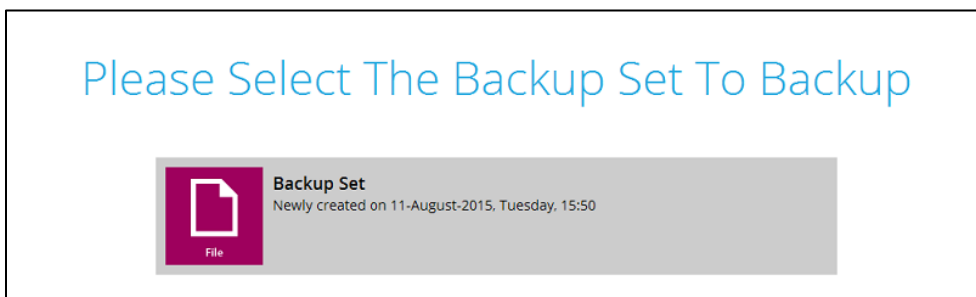 Please Select The Backup Set To Backup
Backup Set
Newly created on 11-August-2015, Tuesday, 15:50
File